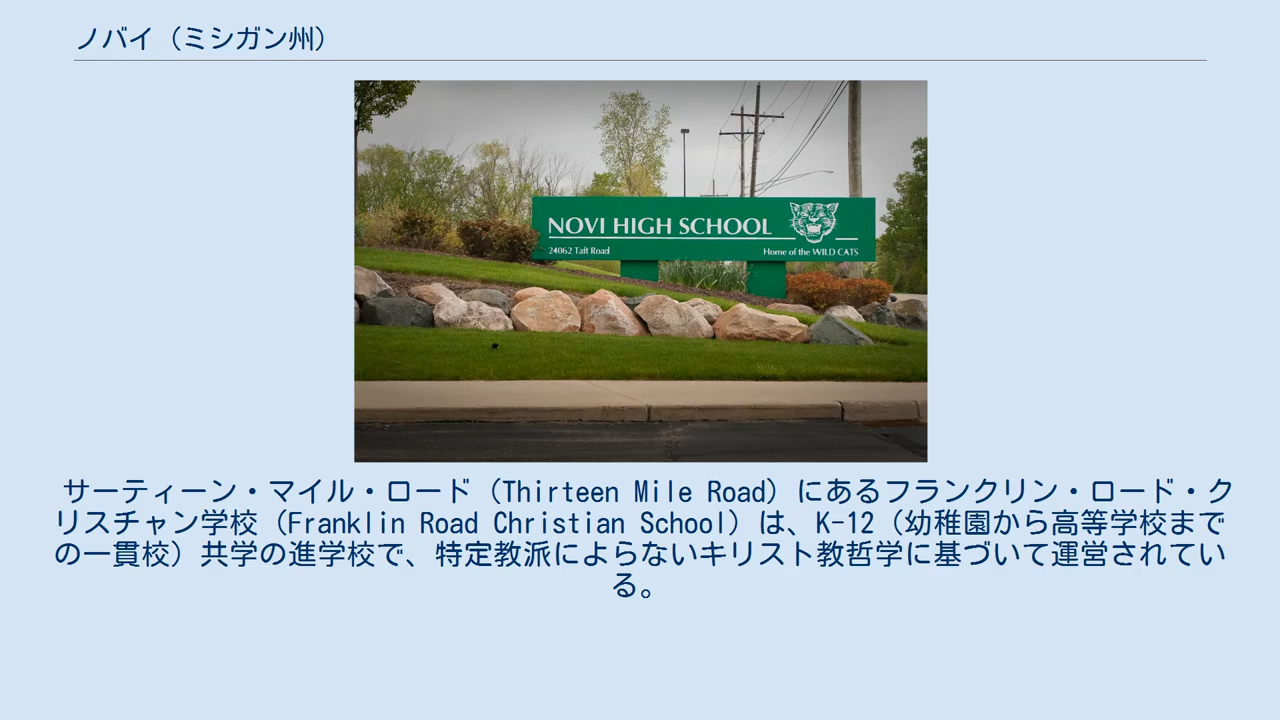 ノバイ（ミシガン州）
NOVI HIGH SCHOOL
24062 Taft Road
Home of the WILD CATS
サーティーン・マイル・ロード（Thirteen Mile Road）にあるフランクリン・ロード・ク
リスチャン学校（Franklin Road Christian School）は、K-12（幼稚園から高等学校まで
の一貫校）共学の進学校で、特定教派によらないキリスト教哲学に基づいて運営されてい
る。